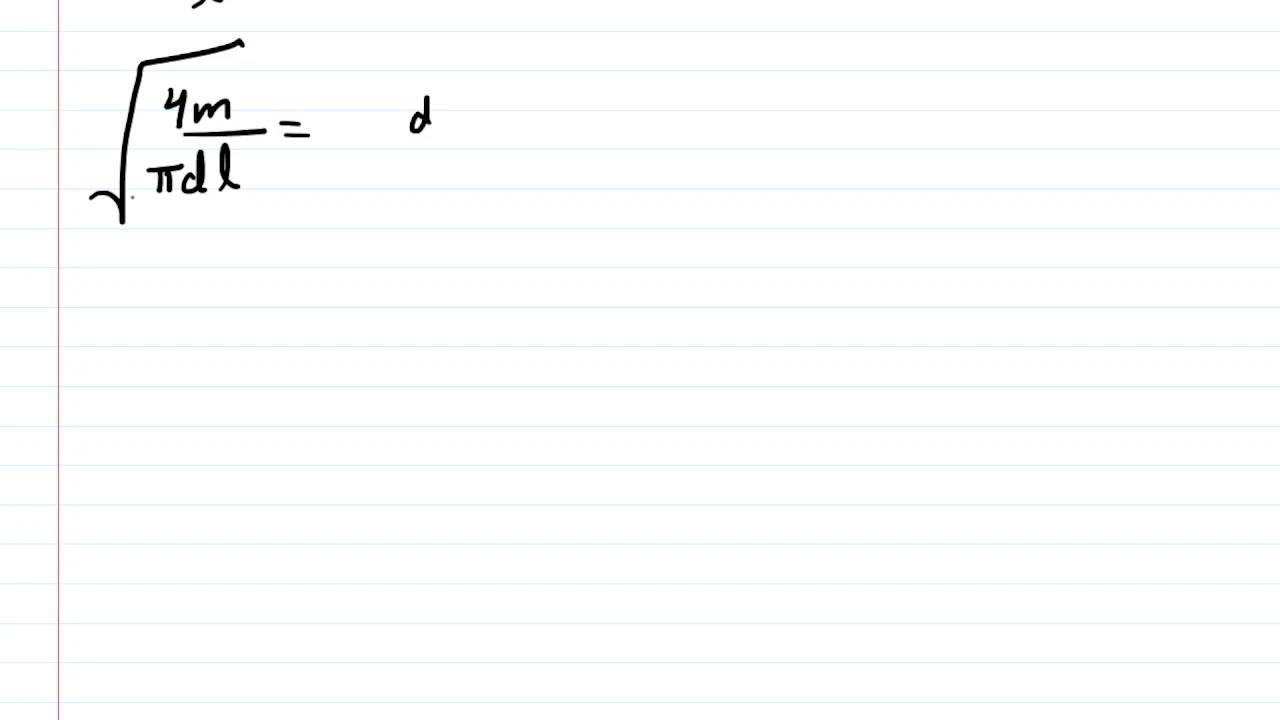 √(4m/πdl) = d